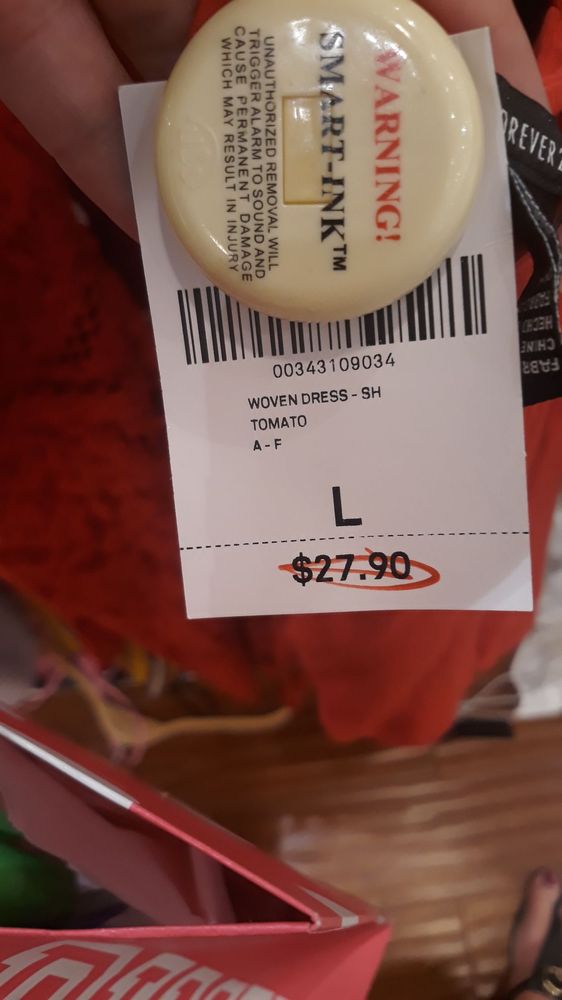 WARNING!
SMART-INK™
UNAUTHORIZED REMOVAL WILL
TRIGGER ALARM TO SOUND AND
CAUSE PERMANENT DAMAGE
WHICH MAY RESULT IN INJURY
00343109034
WOVEN DRESS - SH
TOMATO
A - F
L
$27.90